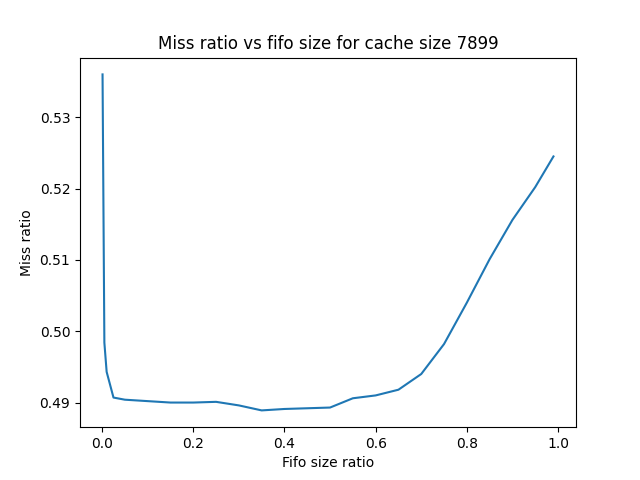 Miss ratio vs fifo size for cache size 7899
0.53
0.52
0.51
0.50
0.49
Miss ratio
0.0 0.2 0.4 0.6 0.8 1.0
Fifo size ratio